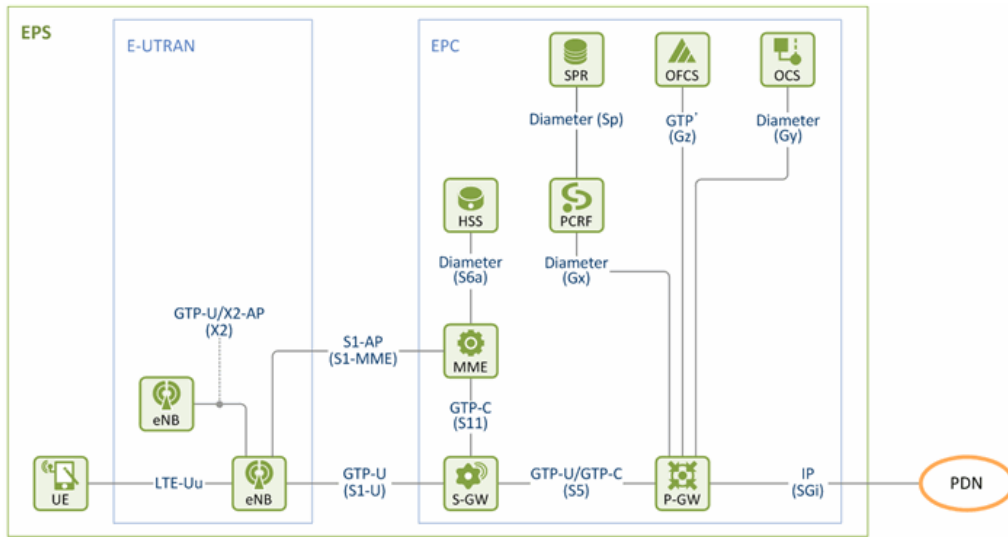 EPS
E-UTRAN
EPC
SPR
OFCS
OCS
Diameter (Sp)
GTP'
(Gz)
Diameter
(Gy)
HSS
PCRF
Diameter
(S6a)
Diameter
(Gx)
GTP-U/X2-AP
(X2)
S1-AP
(S1-MME)
MME
eNB
GTP-C
(S11)
UE
LTE-Uu
eNB
GTP-U
(S1-U)
S-GW
GTP-U/GTP-C
(S5)
P-GW
IP
(SGi)
PDN